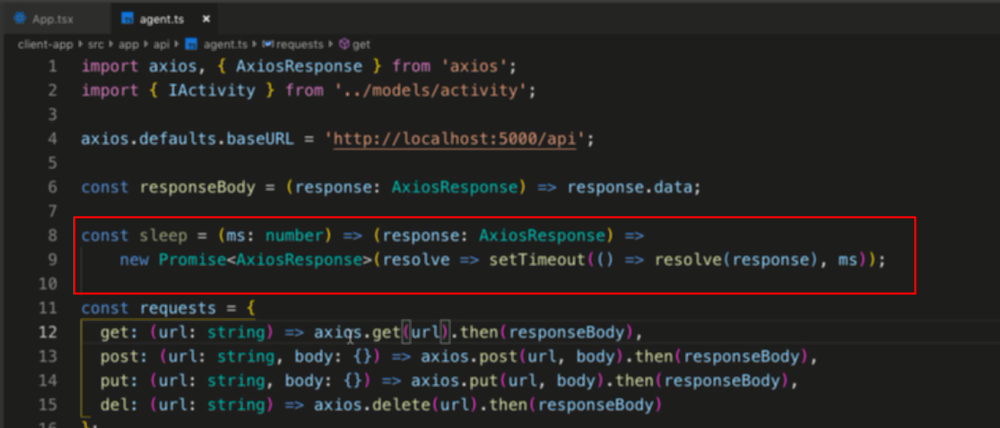 App.tsx agent.ts ×
client-app src app api agent.ts requests get
1 import axios, { AxiosResponse } from 'axios';
2 import { IActivity } from '../models/activity';
3
4 axios.defaults.baseURL = 'http://localhost:5000/api';
5
6 const responseBody = (response: AxiosResponse) => response.data;
7
8 const sleep = (ms: number) => (response: AxiosResponse) =>
9 new Promise<AxiosResponse>(resolve => setTimeout(() => resolve(response), ms));
10
11 const requests = {
12 get: (url: string) => axios.get(url).then(responseBody),
13 post: (url: string, body: {}) => axios.post(url, body).then(responseBody),
14 put: (url: string, body: {}) => axios.put(url, body).then(responseBody),
15 del: (url: string) => axios.delete(url).then(responseBody)
16 };